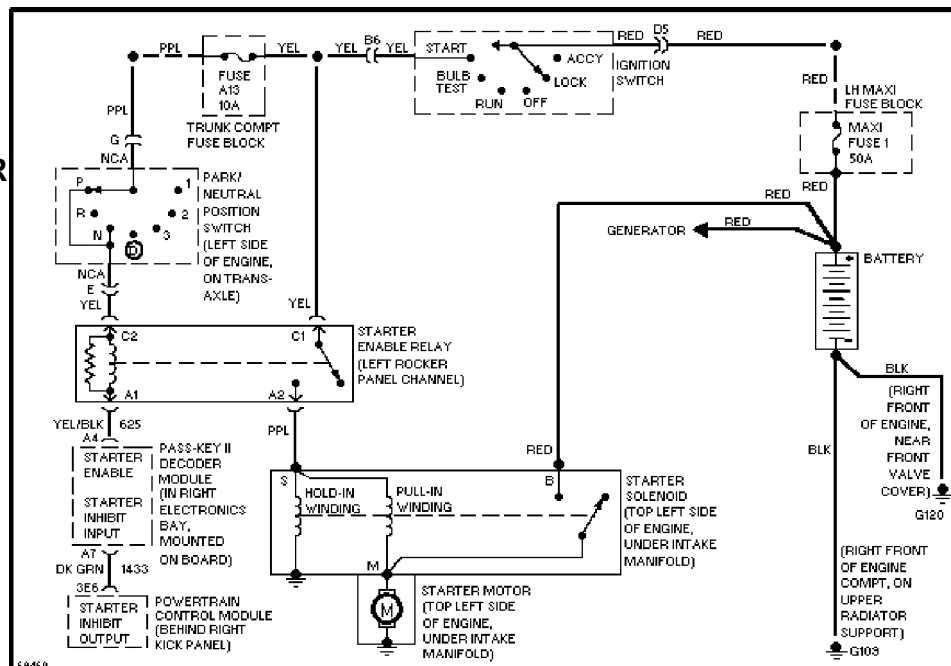 PPL
YEL
YEL
B6
YEL
START
BULB
TEST
RUN
OFF
LOCK
ACCY
RED
D5
RED
IGNITION
SWITCH
FUSE
A13
10A
TRUNK COMPT
FUSE BLOCK
RED
LH MAXI
FUSE BLOCK
MAXI
FUSE 1
50A
RED
PPL
G
NCA
R
P
R
N
D
1
2
3
PARK/
NEUTRAL
POSITION
SWITCH
(LEFT SIDE
OF ENGINE,
ON TRANS-
AXLE)
NCA
E
YEL
YEL
RED
GENERATOR
RED
BATTERY
C2
C1
A1
A2
STARTER
ENABLE RELAY
(LEFT ROCKER
PANEL CHANNEL)
BLK
(RIGHT
FRONT
OF ENGINE,
NEAR
FRONT
VALVE
COVER)
G120
YEL/BLK
625
A4
PPL
RED
BLK
STARTER
ENABLE
STARTER
INHIBIT
INPUT
PASS-KEY II
DECODER
MODULE
(IN RIGHT
ELECTRONICS
BAY,
MOUNTED
ON BOARD)
S
HOLD-IN
WINDING
PULL-IN
WINDING
B
M
STARTER
SOLENOID
(TOP LEFT SIDE
OF ENGINE,
UNDER INTAKE
MANIFOLD)
A7
DK GRN
1433
3E6
STARTER
INHIBIT
OUTPUT
POWERTRAIN
CONTROL MODULE
(BEHIND RIGHT
KICK PANEL)
M
STARTER MOTOR
(TOP LEFT SIDE
OF ENGINE,
UNDER INTAKE
MANIFOLD)
(RIGHT FRONT
OF ENGINE
COMPT, ON
UPPER
RADIATOR
SUPPORT)
G103